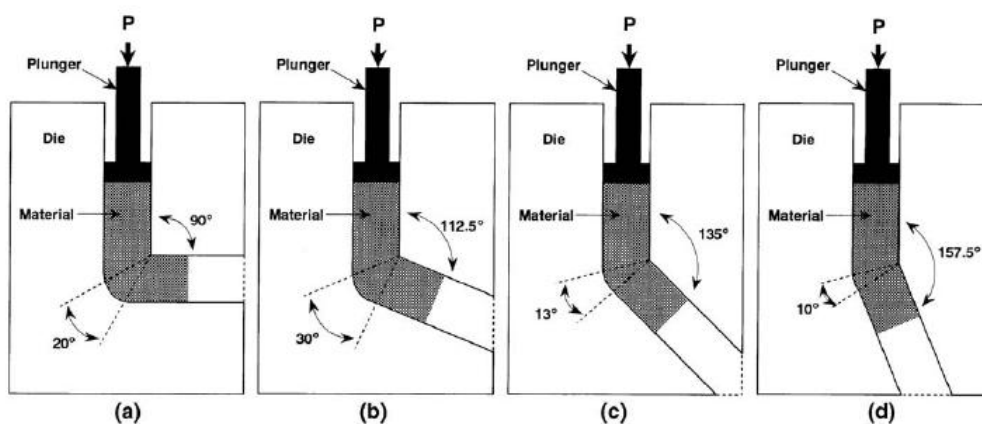 P
Plunger
Die
Material
90°
20°
(a)
P
Plunger
Die
Material
112.5°
30°
(b)
P
Plunger
Die
Material
135°
13°
(c)
P
Plunger
Die
Material
157.5°
10°
(d)